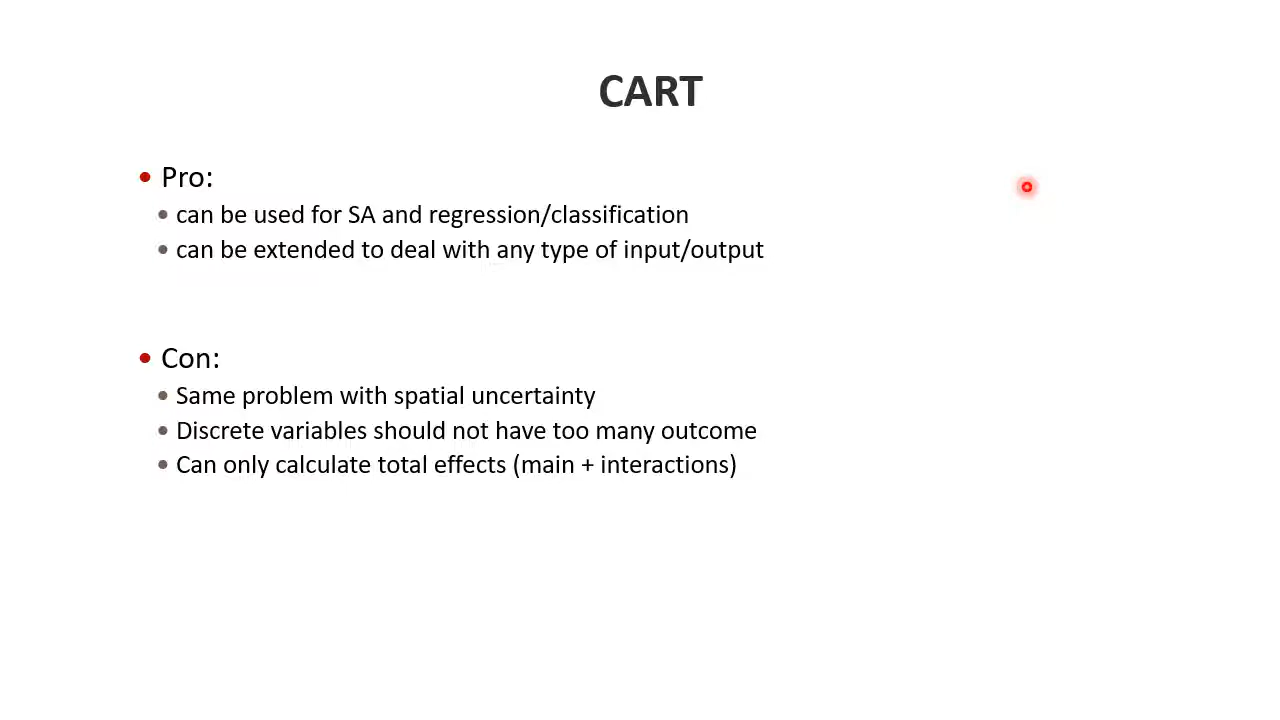 CART
• Pro:
• can be used for SA and regression/classification
• can be extended to deal with any type of input/output
• Con:
• Same problem with spatial uncertainty
• Discrete variables should not have too many outcome
• Can only calculate total effects (main + interactions)